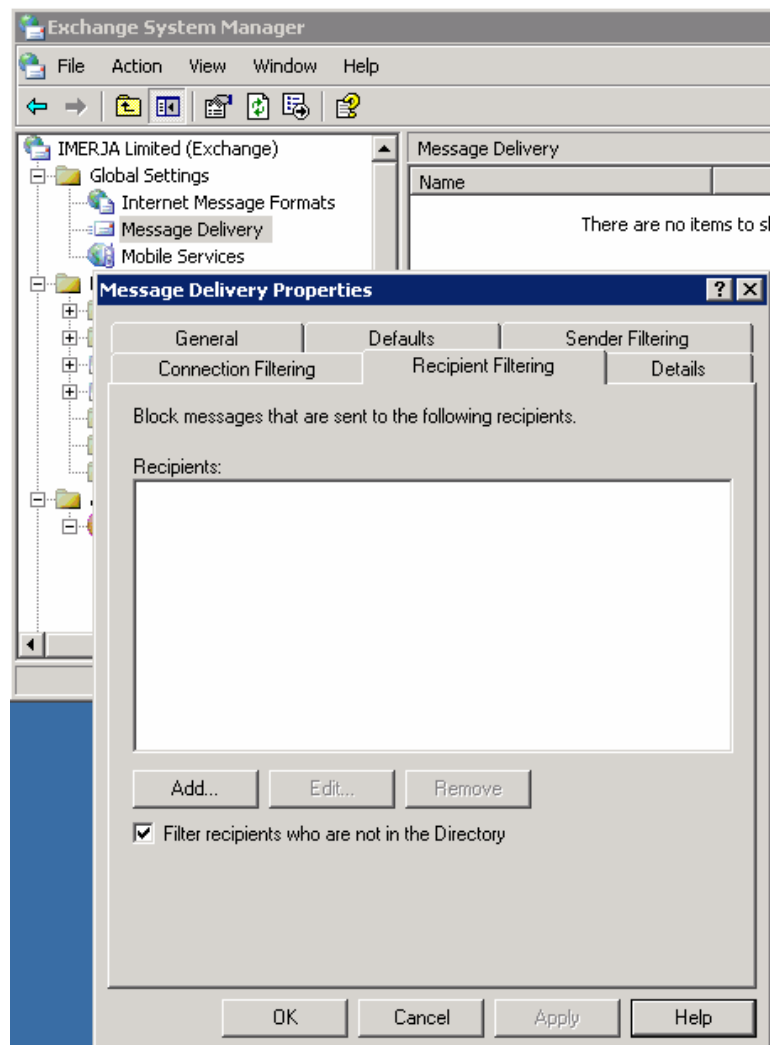 Exchange System Manager
File Action View Window Help
IMERJA Limited (Exchange)
Global Settings
Internet Message Formats
Message Delivery
Mobile Services
Message Delivery
Name
There are no items to
Message Delivery Properties
General Defaults Sender Filtering
Connection Filtering Recipient Filtering Details
Block messages that are sent to the following recipients.
Recipients:
Add... Edit... Remove
Filter recipients who are not in the Directory
OK Cancel Apply Help